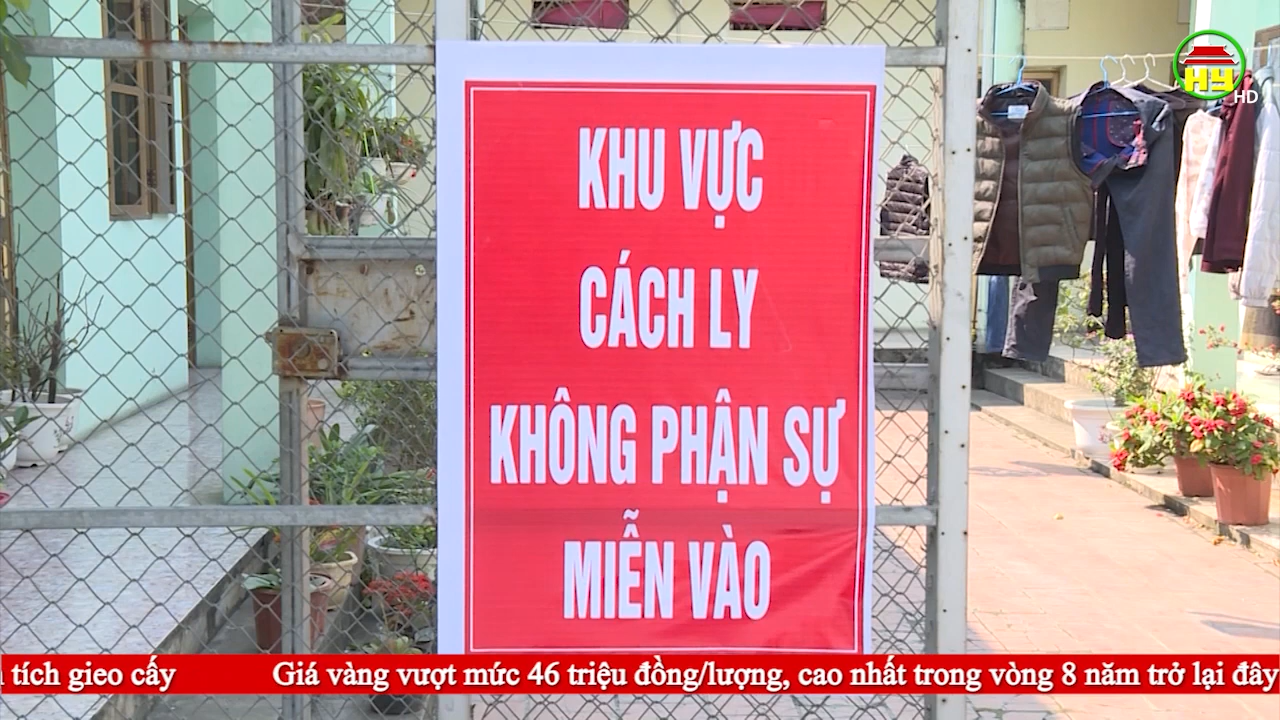 HY
HD
KHU VỰC
CÁCH LY
KHÔNG PHẬN SỰ
MIỄN VÀO
tích gieo cấy Giá vàng vượt mức 46 triệu đồng/lượng, cao nhất trong vòng 8 năm trở lại đây